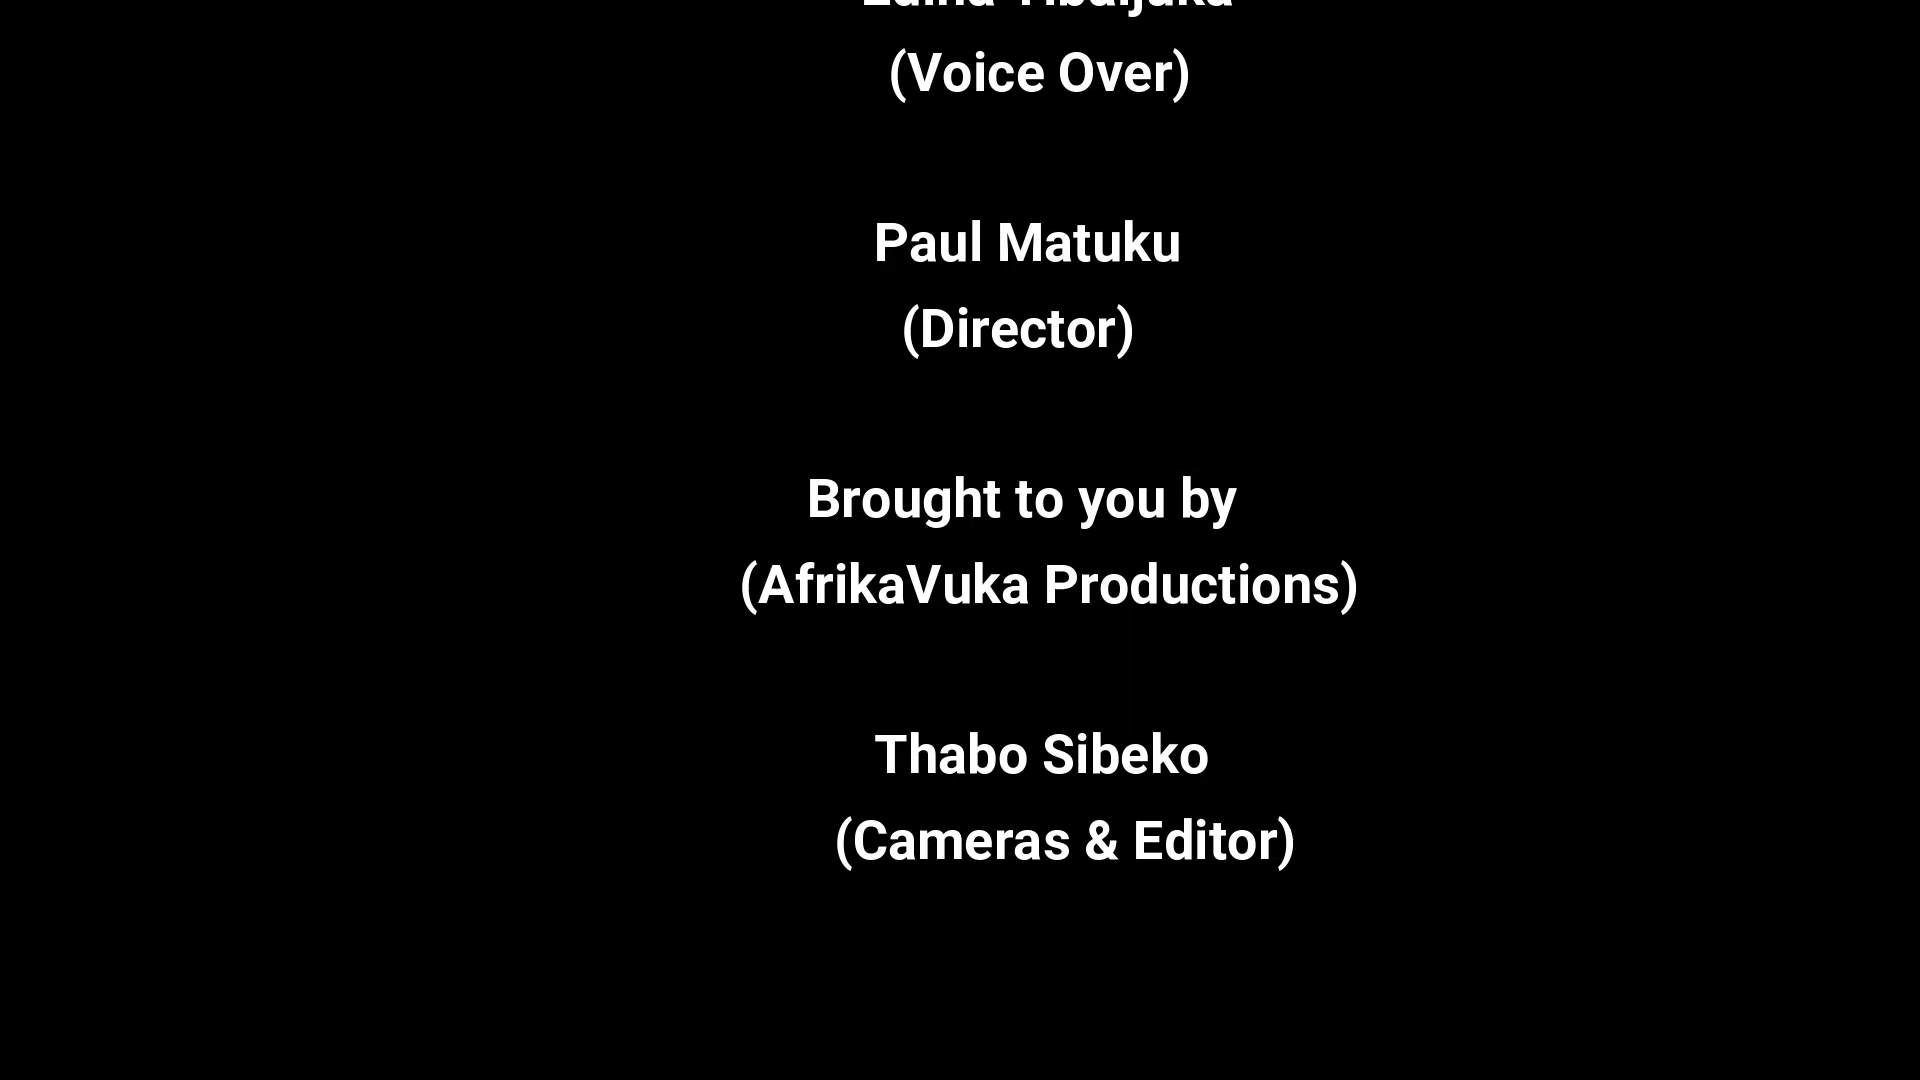 (Voice Over)
Paul Matuku
(Director)
Brought to you by
(AfrikaVuka Productions)
Thabo Sibeko
(Cameras & Editor)